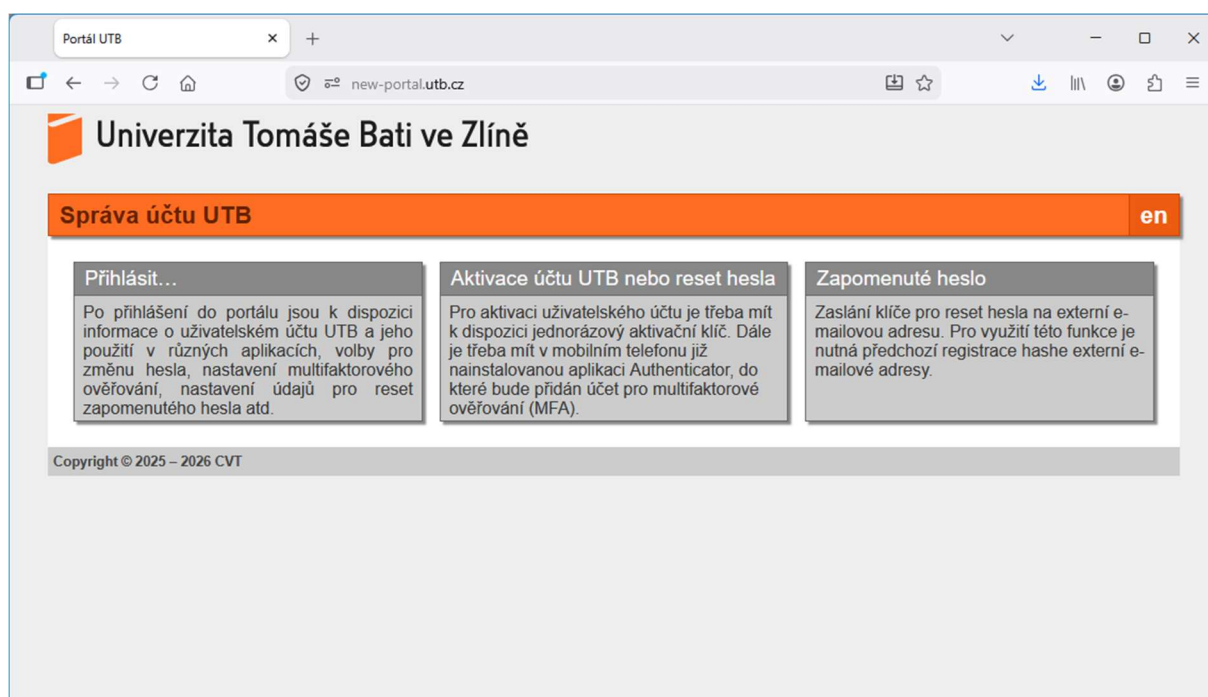 Portál UTB
new-portal.utb.cz
Univerzita Tomáše Bati ve Zlíně
Správa účtu UTB
en
Přihlásit…
Po přihlášení do portálu jsou k dispozici
informace o uživatelském účtu UTB a jeho
použití v různých aplikacích, volby pro
změnu hesla, nastavení multifaktorového
ověřování, nastavení údajů pro reset
zapomenutého hesla atd.
Aktivace účtu UTB nebo reset hesla
Pro aktivaci uživatelského účtu je třeba mít
k dispozici jednorázový aktivační klíč. Dále
je třeba mít v mobilním telefonu již
nainstalovanou aplikaci Authenticator, do
které bude přidán účet pro multifaktorové
ověřování (MFA).
Zapomenuté heslo
Zaslání klíče pro reset hesla na externí e-
mailovou adresu. Pro využití této funkce je
nutná předchozí registrace hashe externí e-
mailové adresy.
Copyright © 2025 – 2026 CVT